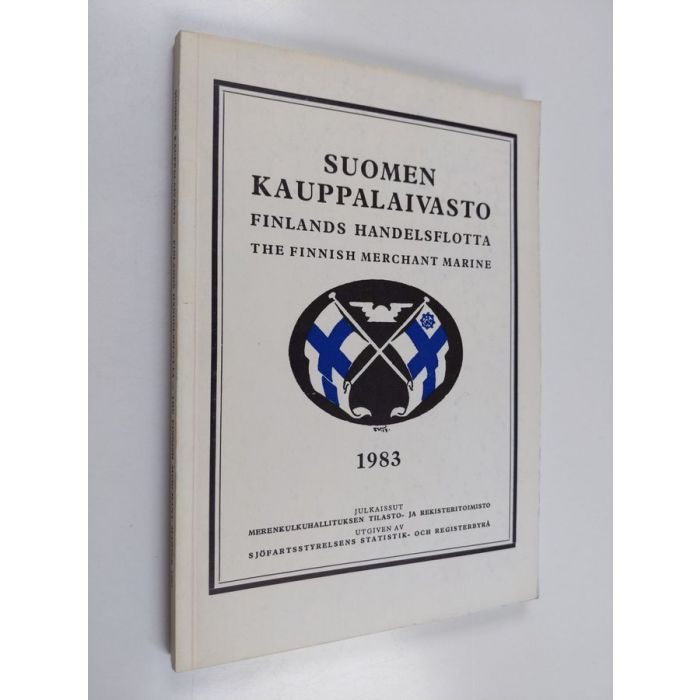 SUOMEN
KAUPPALAIVASTO
FINLANDS HANDELSFLOTTA
THE FINNISH MERCHANT MARINE
1983
JULKAISSUT
MERENKULKUHALLITUKSEN TILASTO- JA REKISTERITOIMISTO
UTGIVEN AV
SJÖFARTSSTYRELSENS STATISTIK- OCH REGISTERBYRÅ